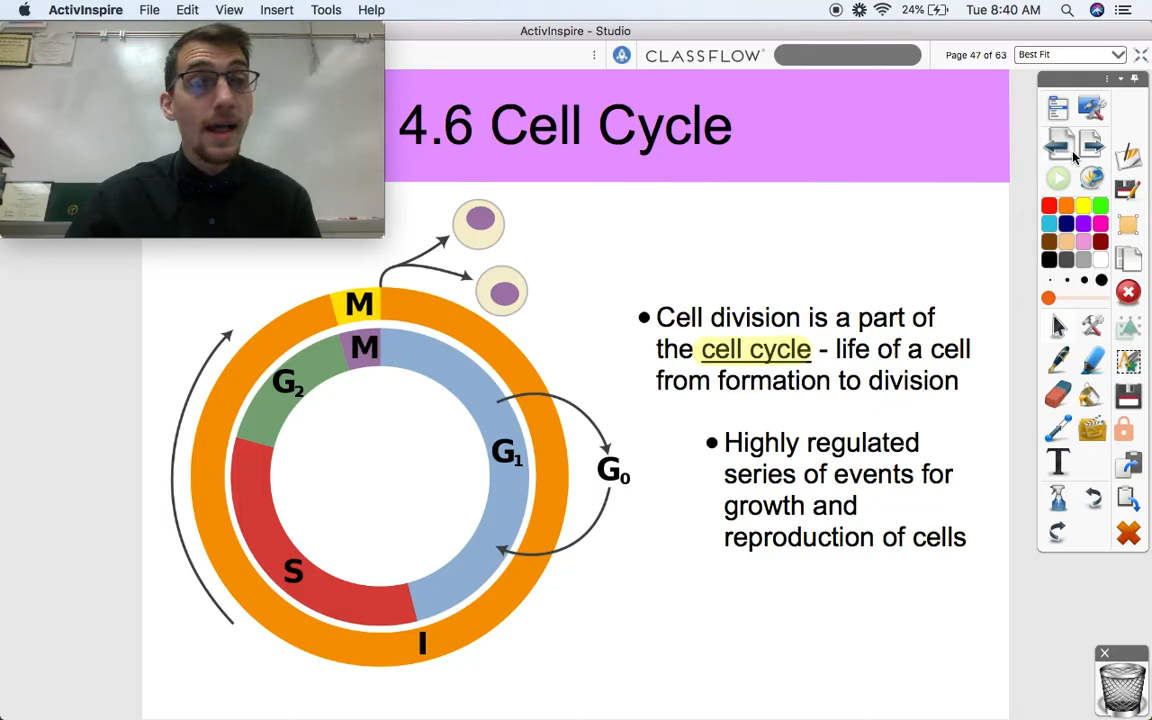 ActivInspire File Edit View Insert Tools Help 24% Tue 8:40 AM
ActivInspire - Studio
CLASSFLOW® Page 47 of 63 Best Fit
4.6 Cell Cycle
M
M
G2
G1
G0
S
I
• Cell division is a part of
the cell cycle - life of a cell
from formation to division
• Highly regulated
series of events for
growth and
reproduction of cells
T